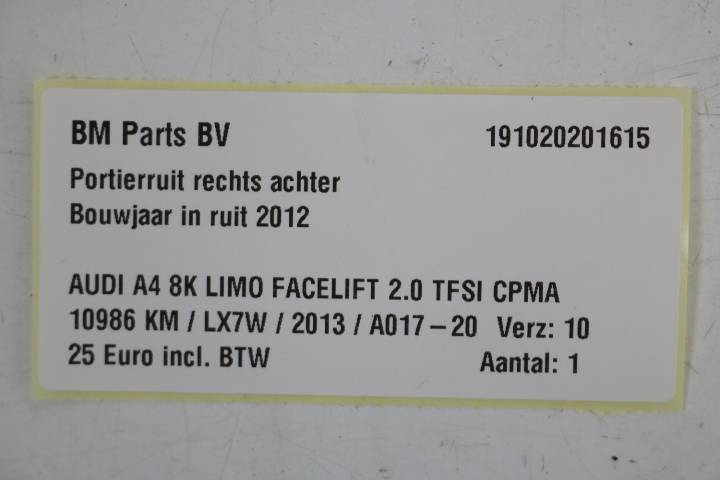 BM Parts BV 191020201615
Portierruit rechts achter
Bouwjaar in ruit 2012
AUDI A4 8K LIMO FACELIFT 2.0 TFSI CPMA
10986 KM / LX7W / 2013 / A017-20 Verz: 10
25 Euro incl. BTW Aantal: 1